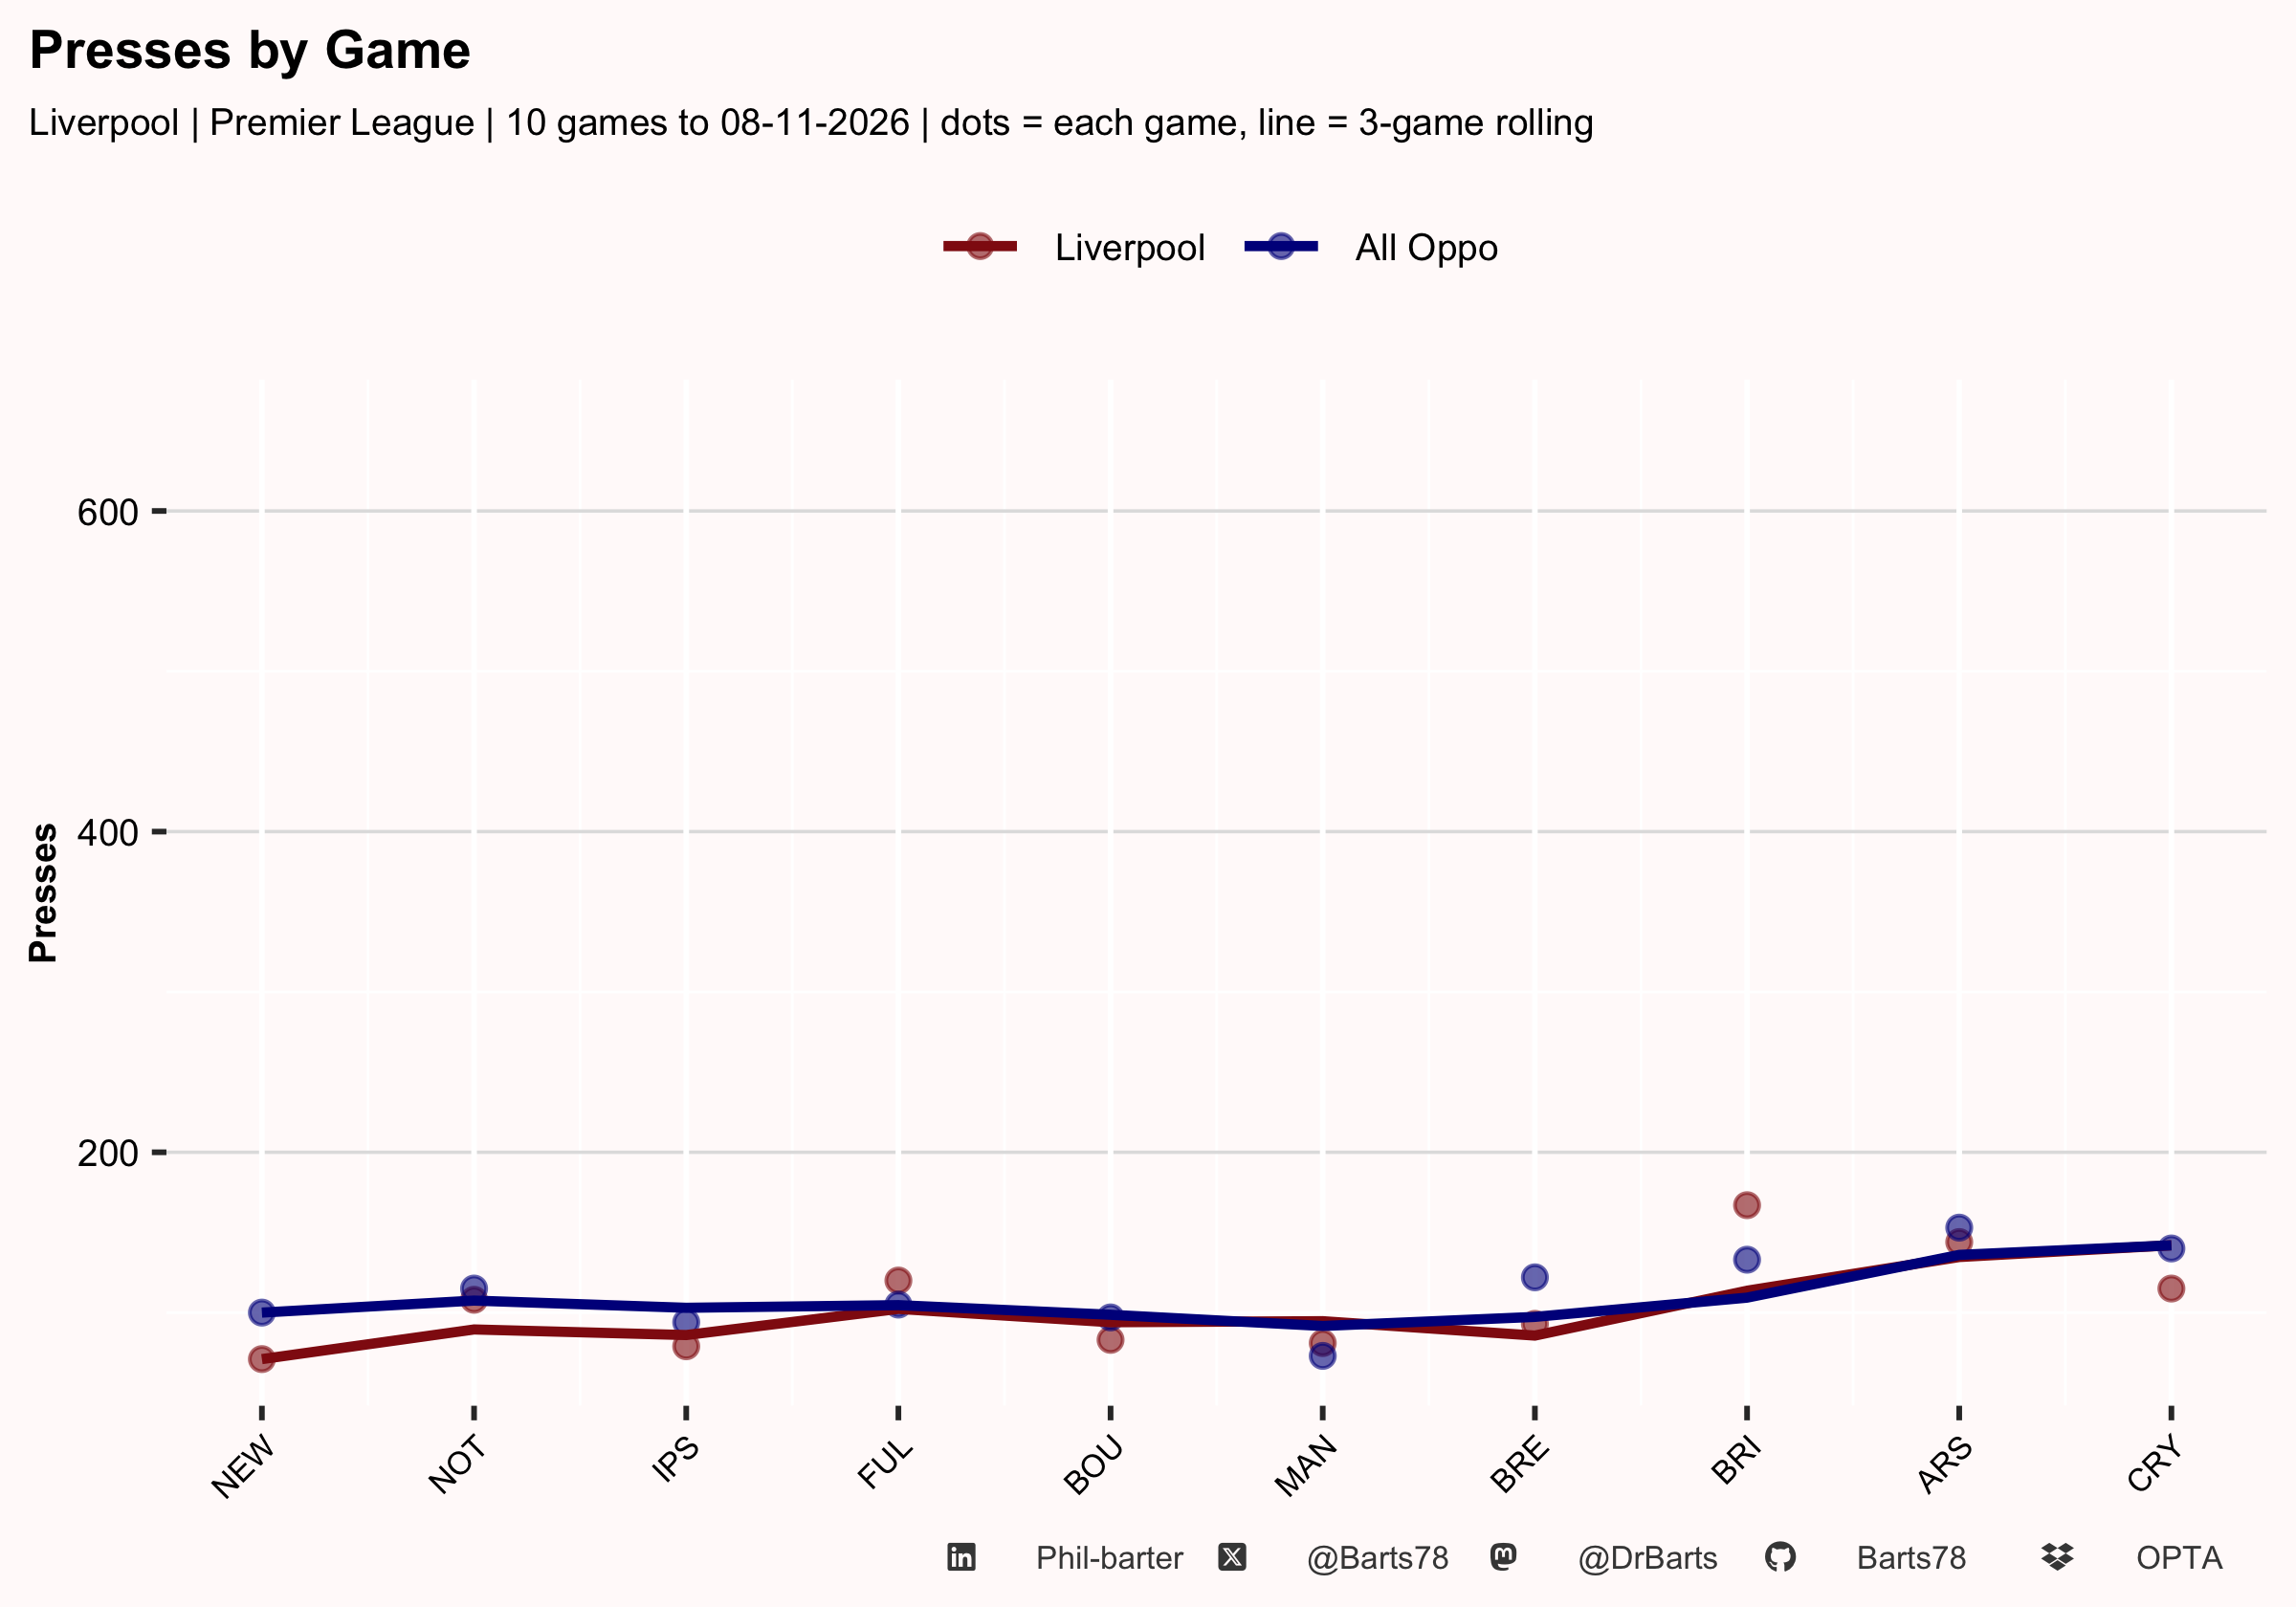 Presses by Game
Liverpool | Premier League | 10 games to 08-11-2026 | dots = each game, line = 3-game rolling
Liverpool All Oppo
600
400
200
Presses
NEW NOT IPS FUL BOU MAN BRE BRI ARS CRY
Phil-barter @Barts78 @DrBarts Barts78 OPTA